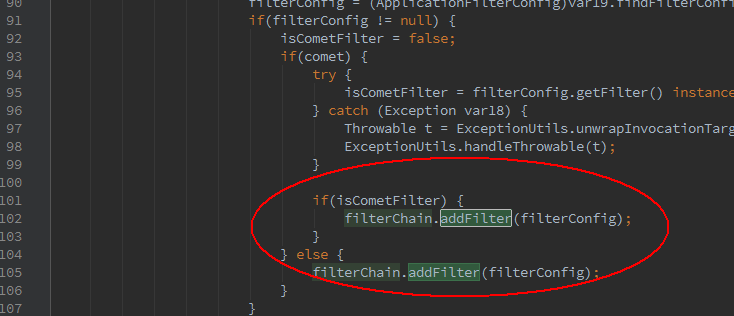 90 filterConfig = (ApplicationFilterConfig)var19.findFilterConf
91 if(filterConfig != null) {
92 isCometFilter = false;
93 if(comet) {
94 try {
95 isCometFilter = filterConfig.getFilter() instanc
96 } catch (Exception var18) {
97 Throwable t = ExceptionUtils.unwrapInvocationTarg
98 ExceptionUtils.handleThrowable(t);
99 }
100
101 if(isCometFilter) {
102 filterChain.addFilter(filterConfig);
103 }
104 } else {
105 filterChain.addFilter(filterConfig);
106 }
107 }